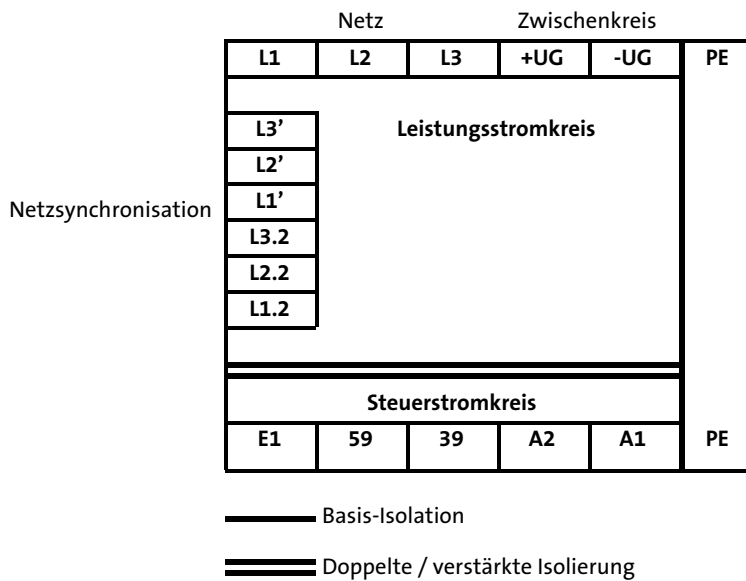 Netz Zwischenkreis
L1 L2 L3 +UG -UG PE
L3’ Leistungsstromkreis
L2’
L1’
Netzsynchronisation
L3.2
L2.2
L1.2
Steuerstromkreis
E1 59 39 A2 A1 PE
Basis-Isolation
Doppelte / verstärkte Isolierung